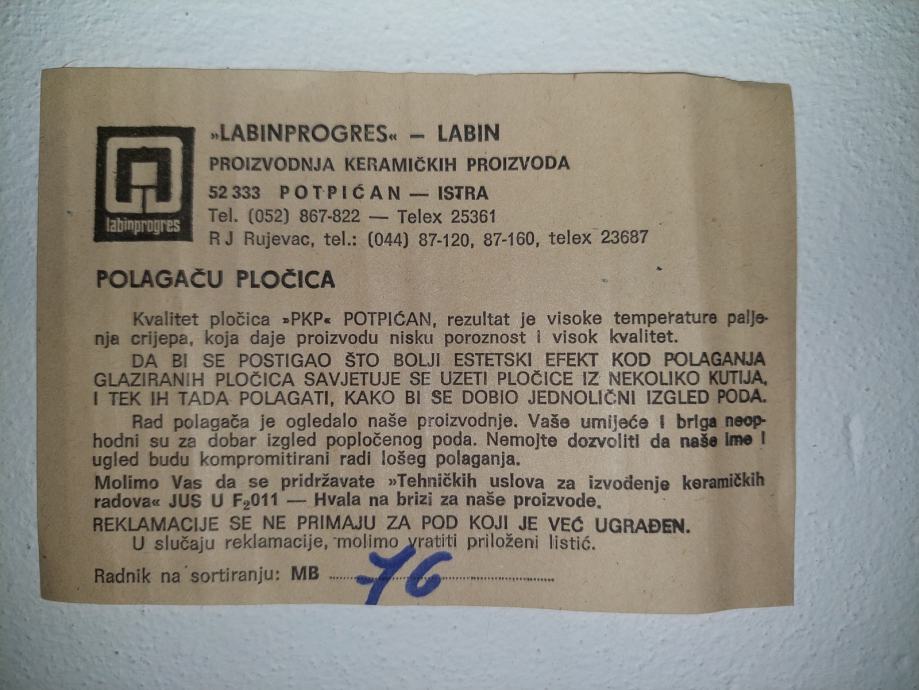 »LABINPROGRES« – LABIN
PROIZVODNJA KERAMIČKIH PROIZVODA
52 333 POTPIĆAN — ISTRA
Tel. (052) 867-822 — Telex 25361
R J Rujevac, tel.: (044) 87-120, 87-160, telex 23687
labinprogres
POLAGAČU PLOČICA
Kvalitet pločica »PKP« POTPIĆAN, rezultat je visoke temperature palje-
nja crijepa, koja daje proizvodu nisku poroznost i visok kvalitet.
DA BI SE POSTIGAO ŠTO BOLJI ESTETSKI EFEKT KOD POLAGANJA
GLAZIRANIH PLOČICA SAVJETUJE SE UZETI PLOČICE IZ NEKOLIKO KUTIJA,
I TEK IH TADA POLAGATI, KAKO BI SE DOBIO JEDNOLIČNI IZGLED PODA.
Rad polagača je ogledalo naše proizvodnje. Vaše umijeće i briga neop-
hodni su za dobar izgled popločenog poda. Nemojte dozvoliti da naše ime i
ugled budu kompromitirani radi lošeg polaganja.
Molimo Vas da se pridržavate »Tehničkih uslova za izvođenje keramičkih
radova« JUS U F₂011 — Hvala na brizi za naše proizvode.
REKLAMACIJE SE NE PRIMAJU ZA POD KOJI JE VEĆ UGRAĐEN.
U slučaju reklamacije, molimo vratiti priloženi listić.
Radnik na sortiranju: MB 76